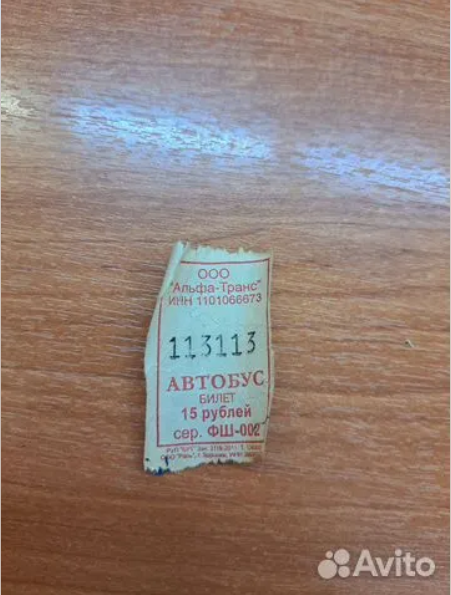 ООО
"Альфа-Транс"
ИНН 1101066673
113113
АВТОБУС
БИЛЕТ
15 рублей
сер. ФШ-002
Avito